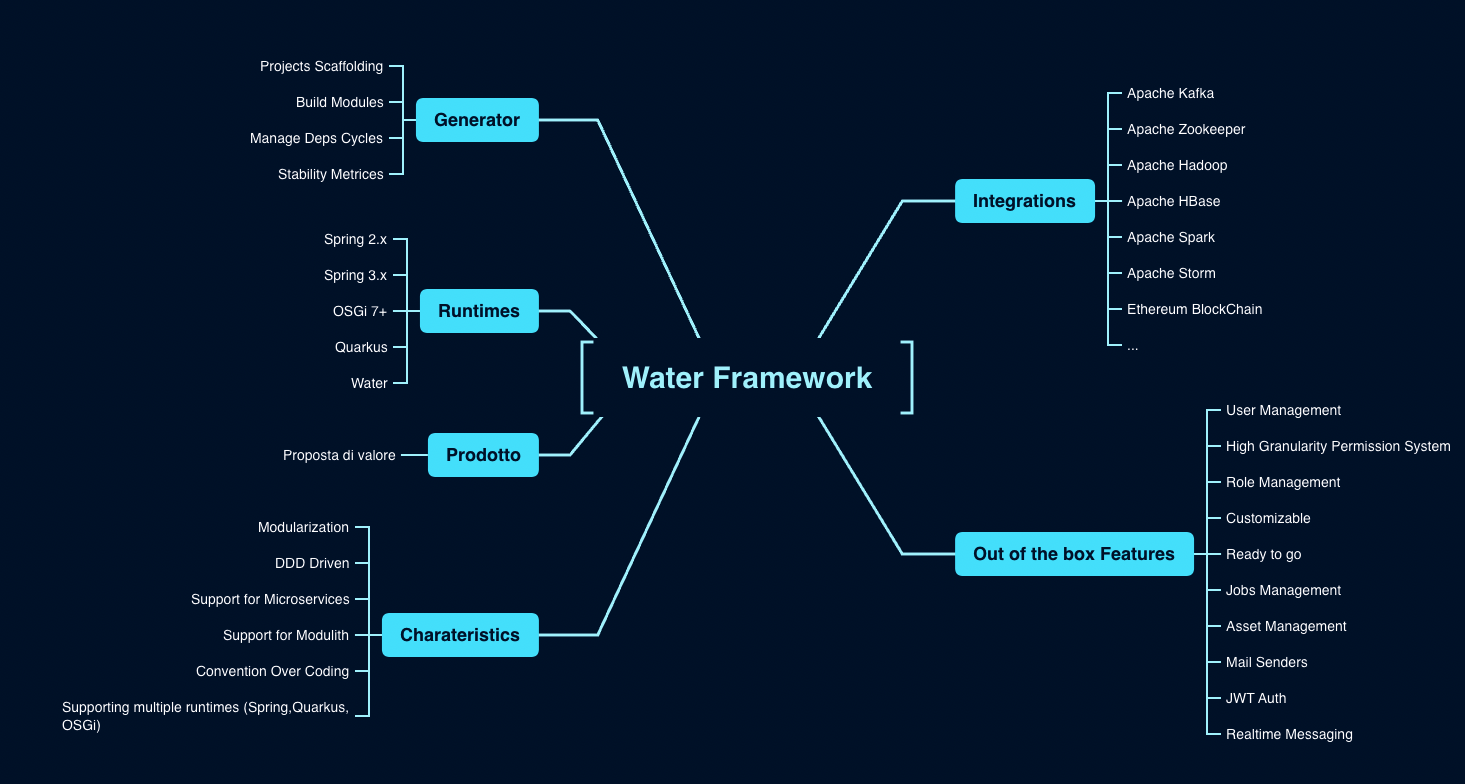 Water Framework
Generator
Projects Scaffolding
Build Modules
Manage Deps Cycles
Stability Metrices
Runtimes
Spring 2.x
Spring 3.x
OSGi 7+
Quarkus
Water
Prodotto
Proposta di valore
Charateristics
Modularization
DDD Driven
Support for Microservices
Support for Modulith
Convention Over Coding
Supporting multiple runtimes (Spring,Quarkus,
OSGi)
Integrations
Apache Kafka
Apache Zookeeper
Apache Hadoop
Apache HBase
Apache Spark
Apache Storm
Ethereum BlockChain
...
Out of the box Features
User Management
High Granularity Permission System
Role Management
Customizable
Ready to go
Jobs Management
Asset Management
Mail Senders
JWT Auth
Realtime Messaging